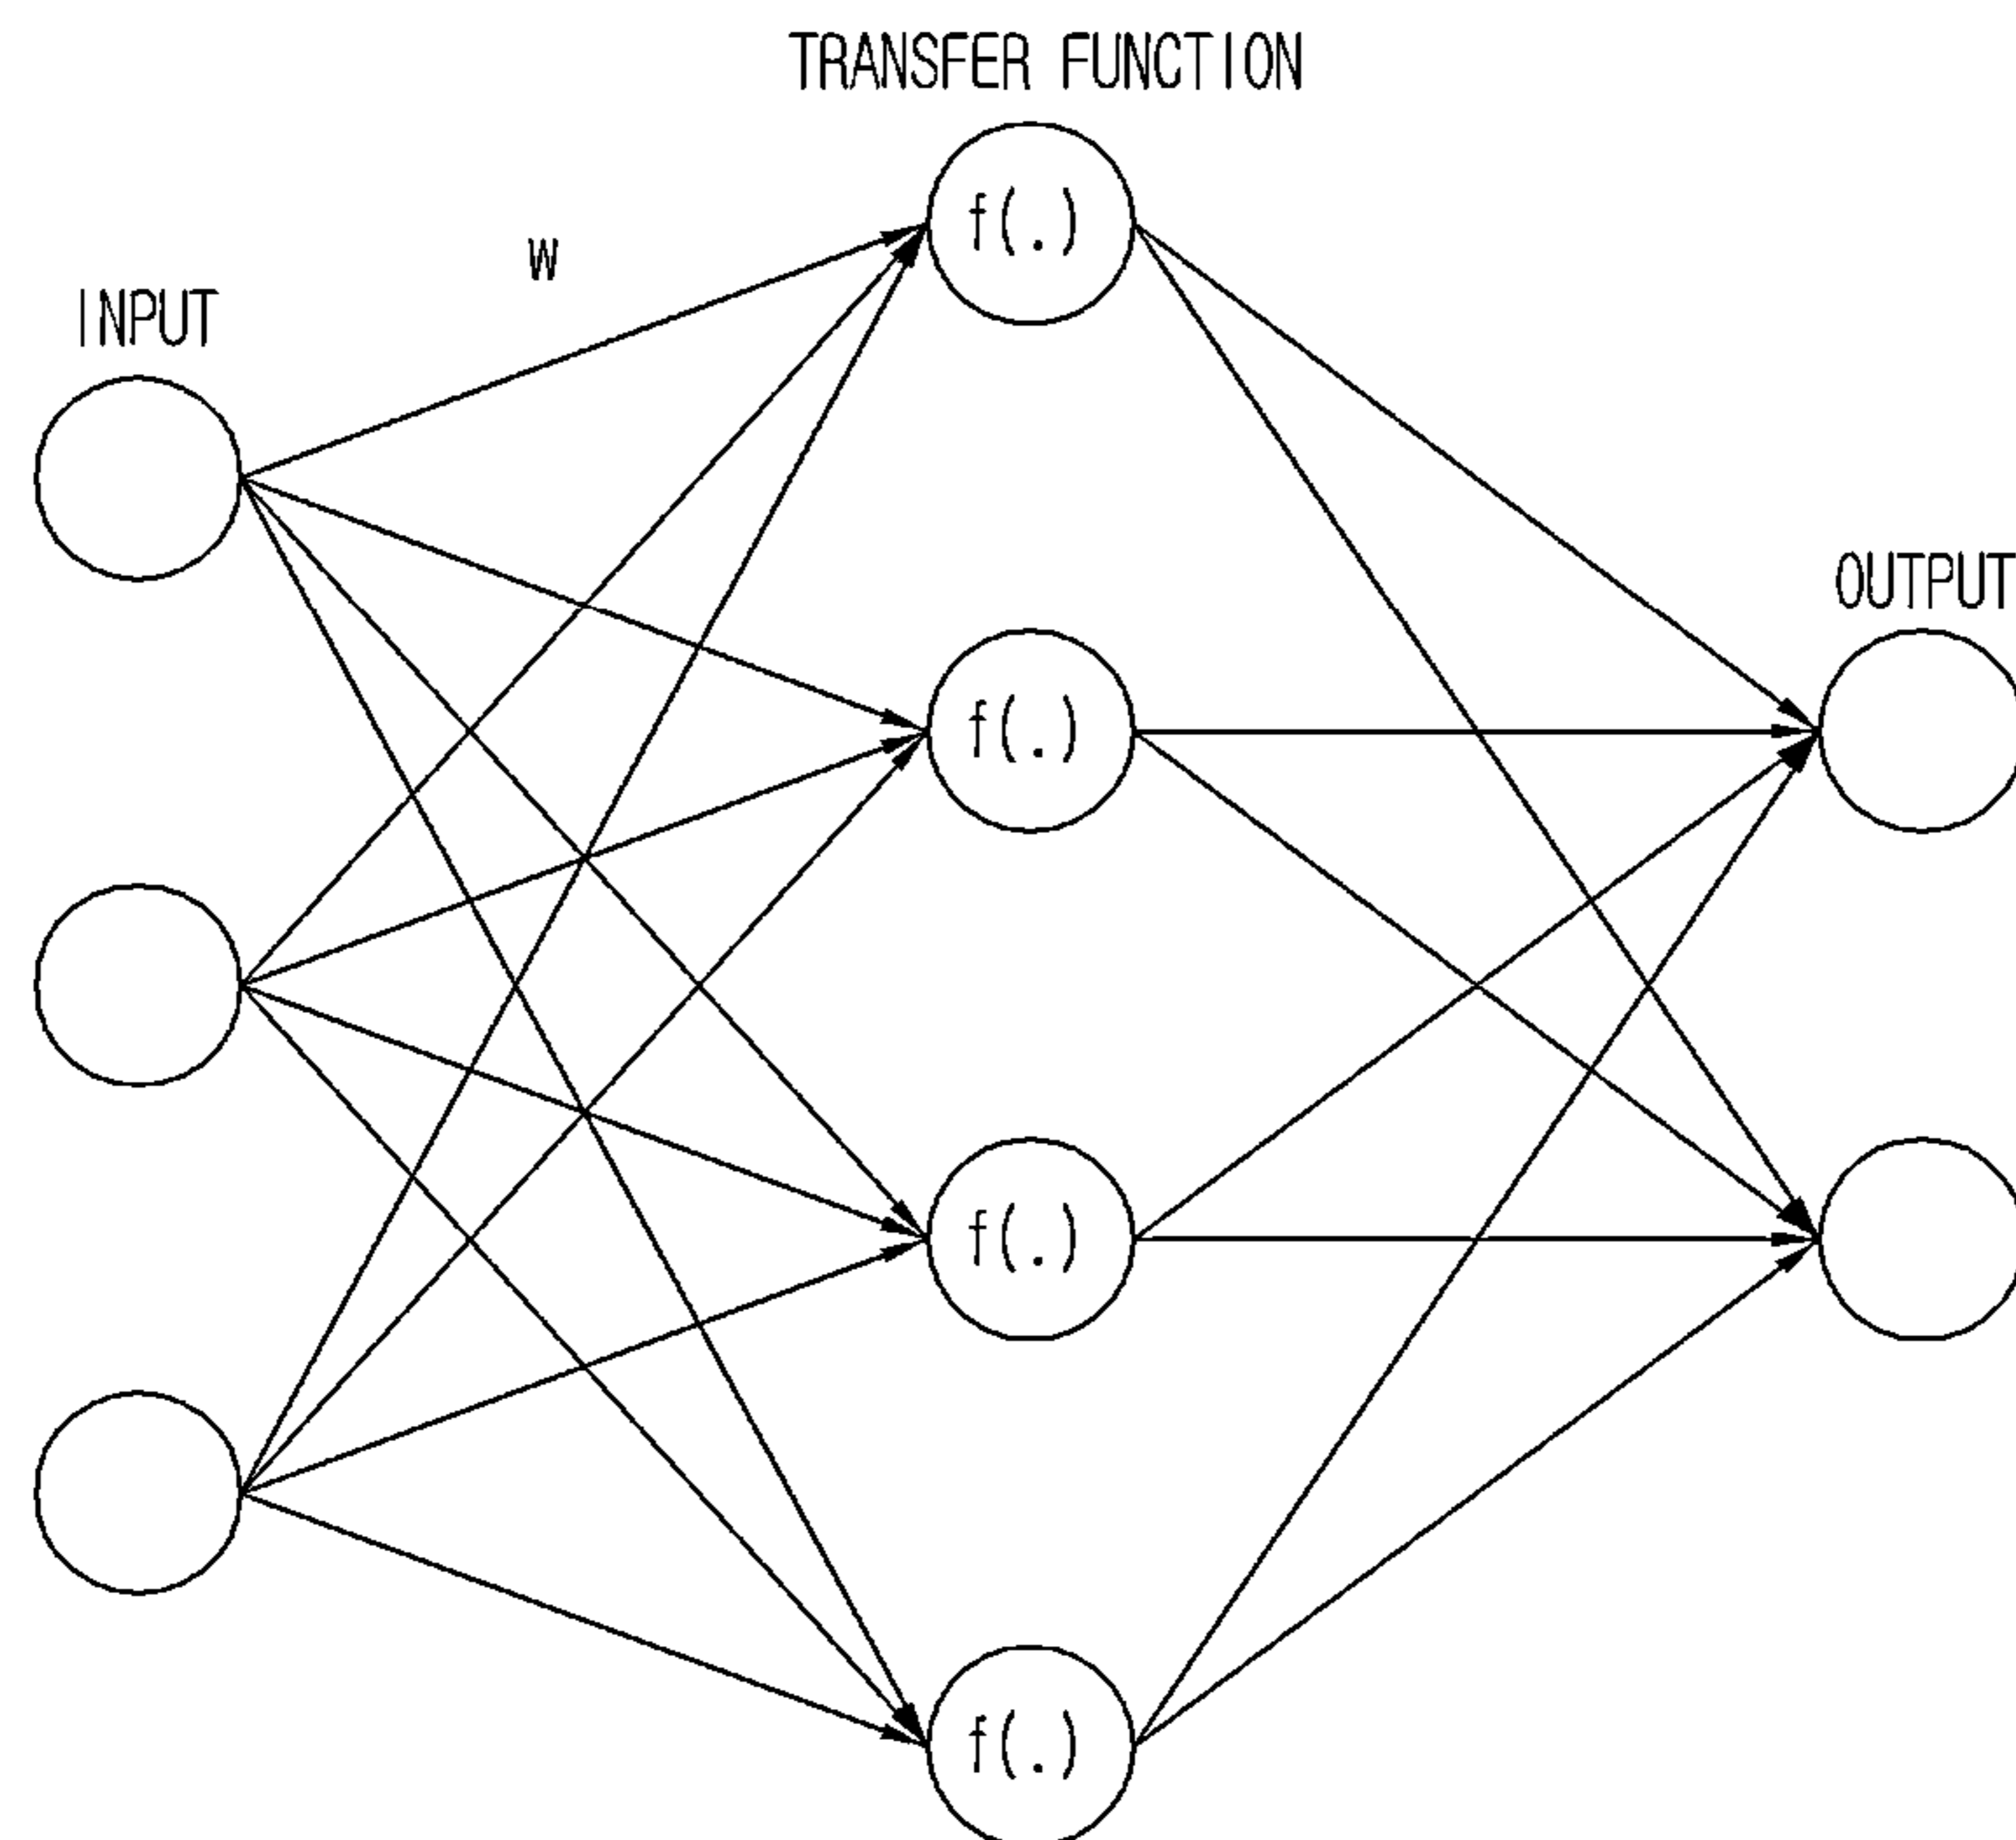 TRANSFER FUNCTION
f(.)
W
INPUT
OUTPUT
f(.)
f(.)
f(.)